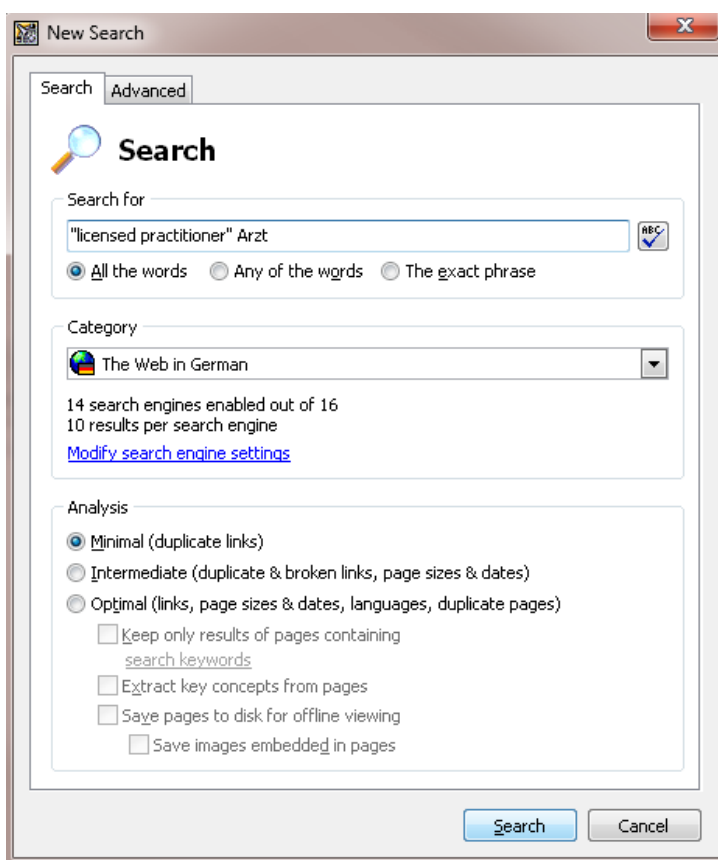 New Search
Search Advanced
Search
Search for
"licensed practitioner" Arzt
ABC
All the words Any of the words The exact phrase
Category
The Web in German
14 search engines enabled out of 16
10 results per search engine
Modify search engine settings
Analysis
Minimal (duplicate links)
Intermediate (duplicate & broken links, page sizes & dates)
Optimal (links, page sizes & dates, languages, duplicate pages)
Keep only results of pages containing
search keywords
Extract key concepts from pages
Save pages to disk for offline viewing
Save images embedded in pages
Search Cancel